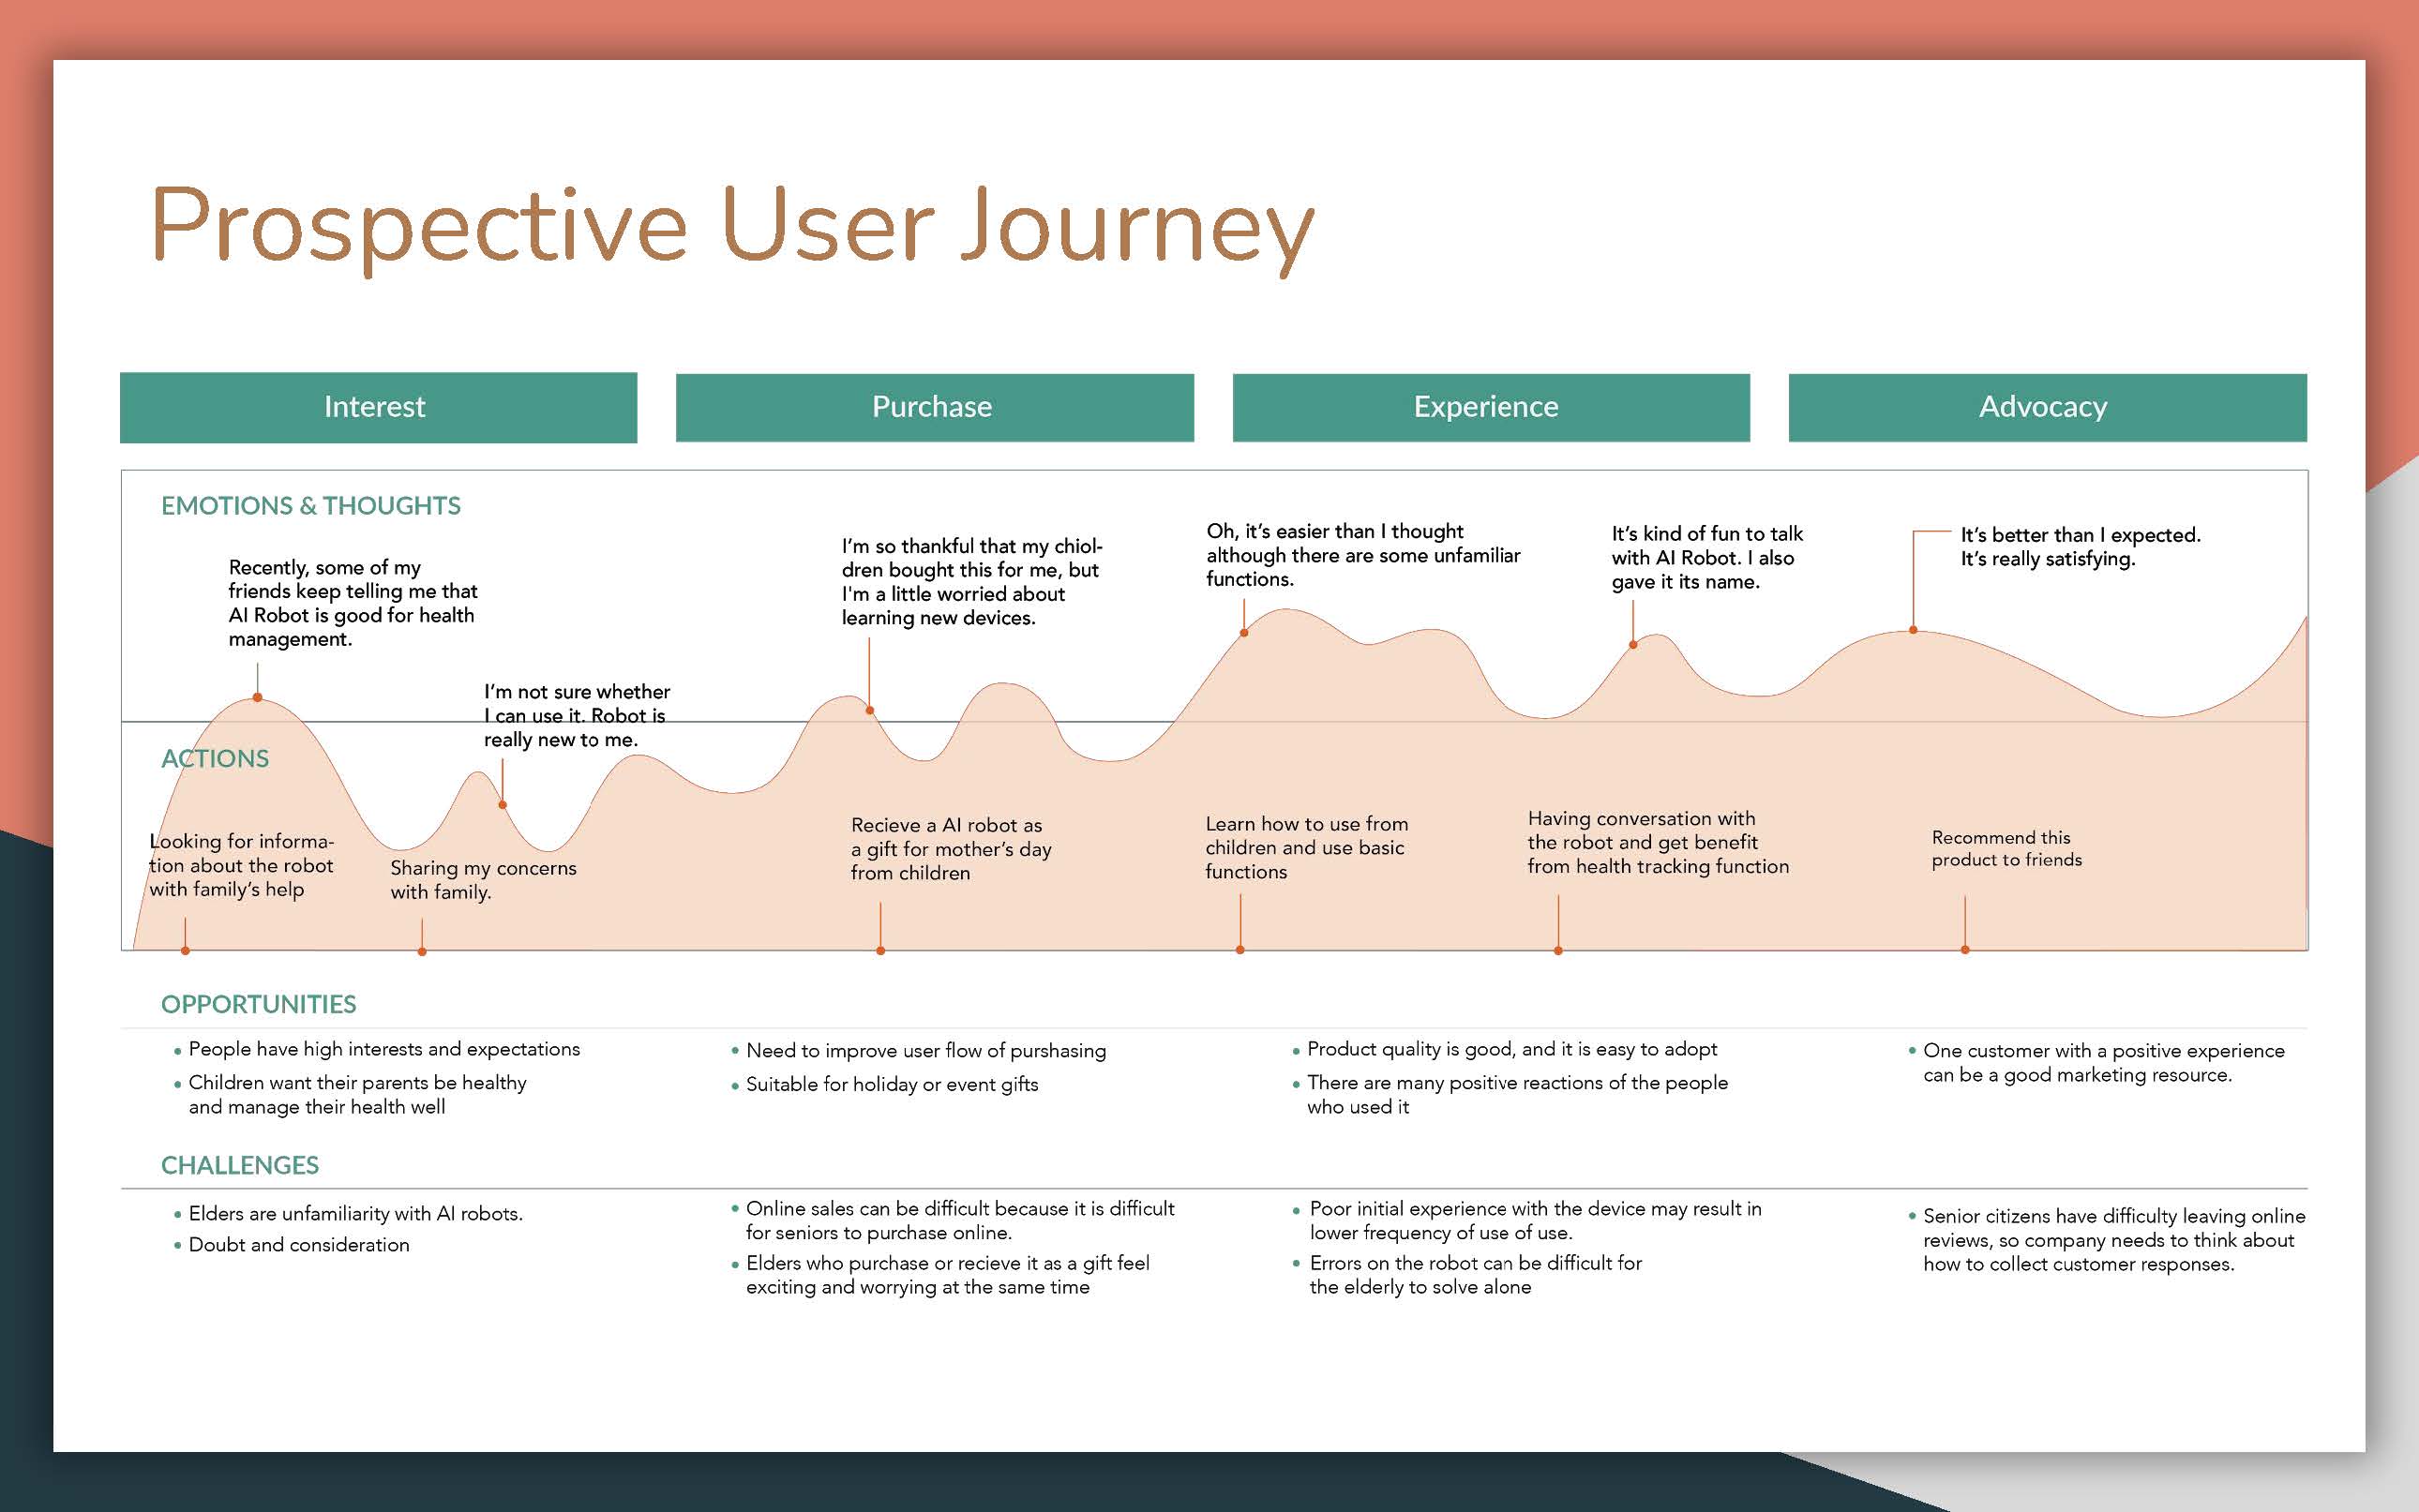 Prospective User Journey
Interest
Purchase
Experience
Advocacy
EMOTIONS & THOUGHTS
Recently, some of my
friends keep telling me that
AI Robot is good for health
management.
I'm not sure whether
I can use it. Robot is
really new to me.
I'm so thankful that my chiol-
dren bought this for me, but
I'm a little worried about
learning new devices.
Oh, it's easier than I thought
although there are some unfamiliar
functions.
It's kind of fun to talk
with AI Robot. I also
gave it its name.
It's better than I expected.
It's really satisfying.
ACTIONS
Looking for informa-
tion about the robot
with family's help
Sharing my concerns
with family.
Recieve a AI robot as
a gift for mother's day
from children
Learn how to use from
children and use basic
functions
Having conversation with
the robot and get benefit
from health tracking function
Recommend this
product to friends
OPPORTUNITIES
• People have high interests and expectations
• Children want their parents be healthy
and manage their health well
• Need to improve user flow of purshasing
• Suitable for holiday or event gifts
• Product quality is good, and it is easy to adopt
• There are many positive reactions of the people
who used it
• One customer with a positive experience
can be a good marketing resource.
CHALLENGES
• Elders are unfamiliarity with AI robots.
• Doubt and consideration
• Online sales can be difficult because it is difficult
for seniors to purchase online.
• Elders who purchase or recieve it as a gift feel
exciting and worrying at the same time
• Poor initial experience with the device may result in
lower frequency of use of use.
• Errors on the robot can be difficult for
the elderly to solve alone
• Senior citizens have difficulty leaving online
reviews, so company needs to think about
how to collect customer responses.